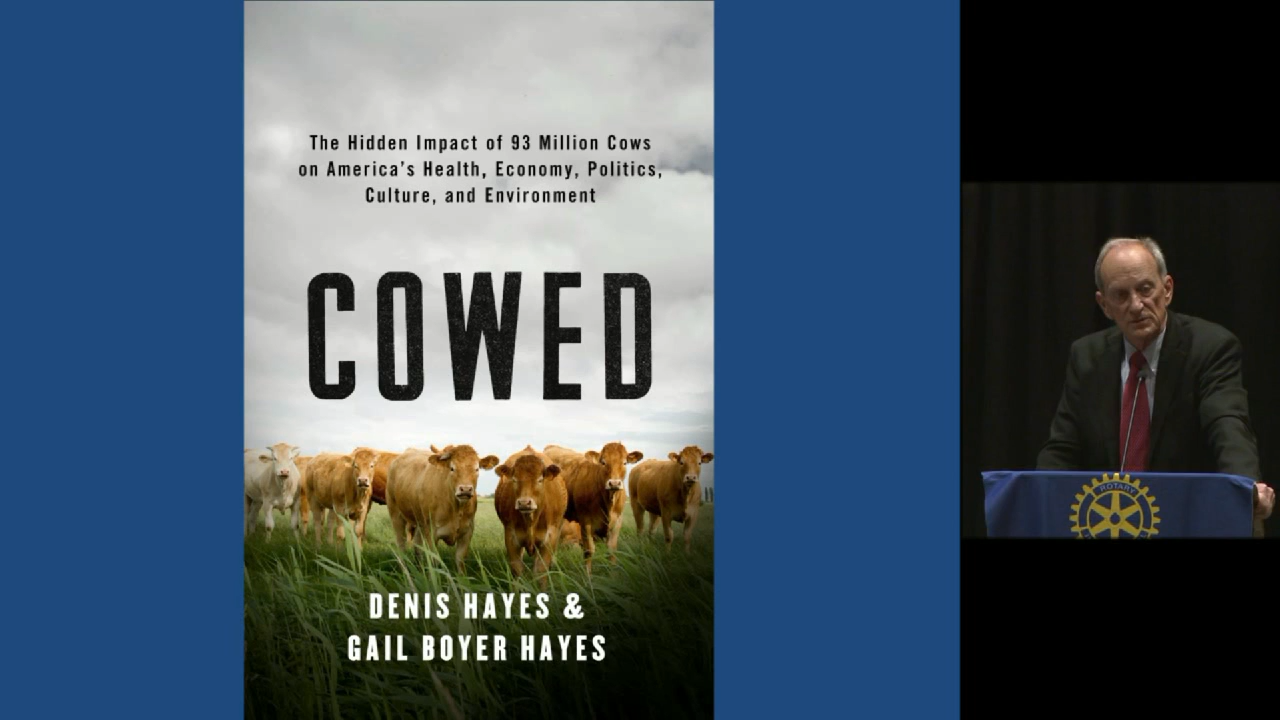 The Hidden Impact of 93 Million Cows
on America's Health, Economy, Politics,
Culture, and Environment
COWED
DENIS HAYES &
GAIL BOYER HAYES
ROTARY